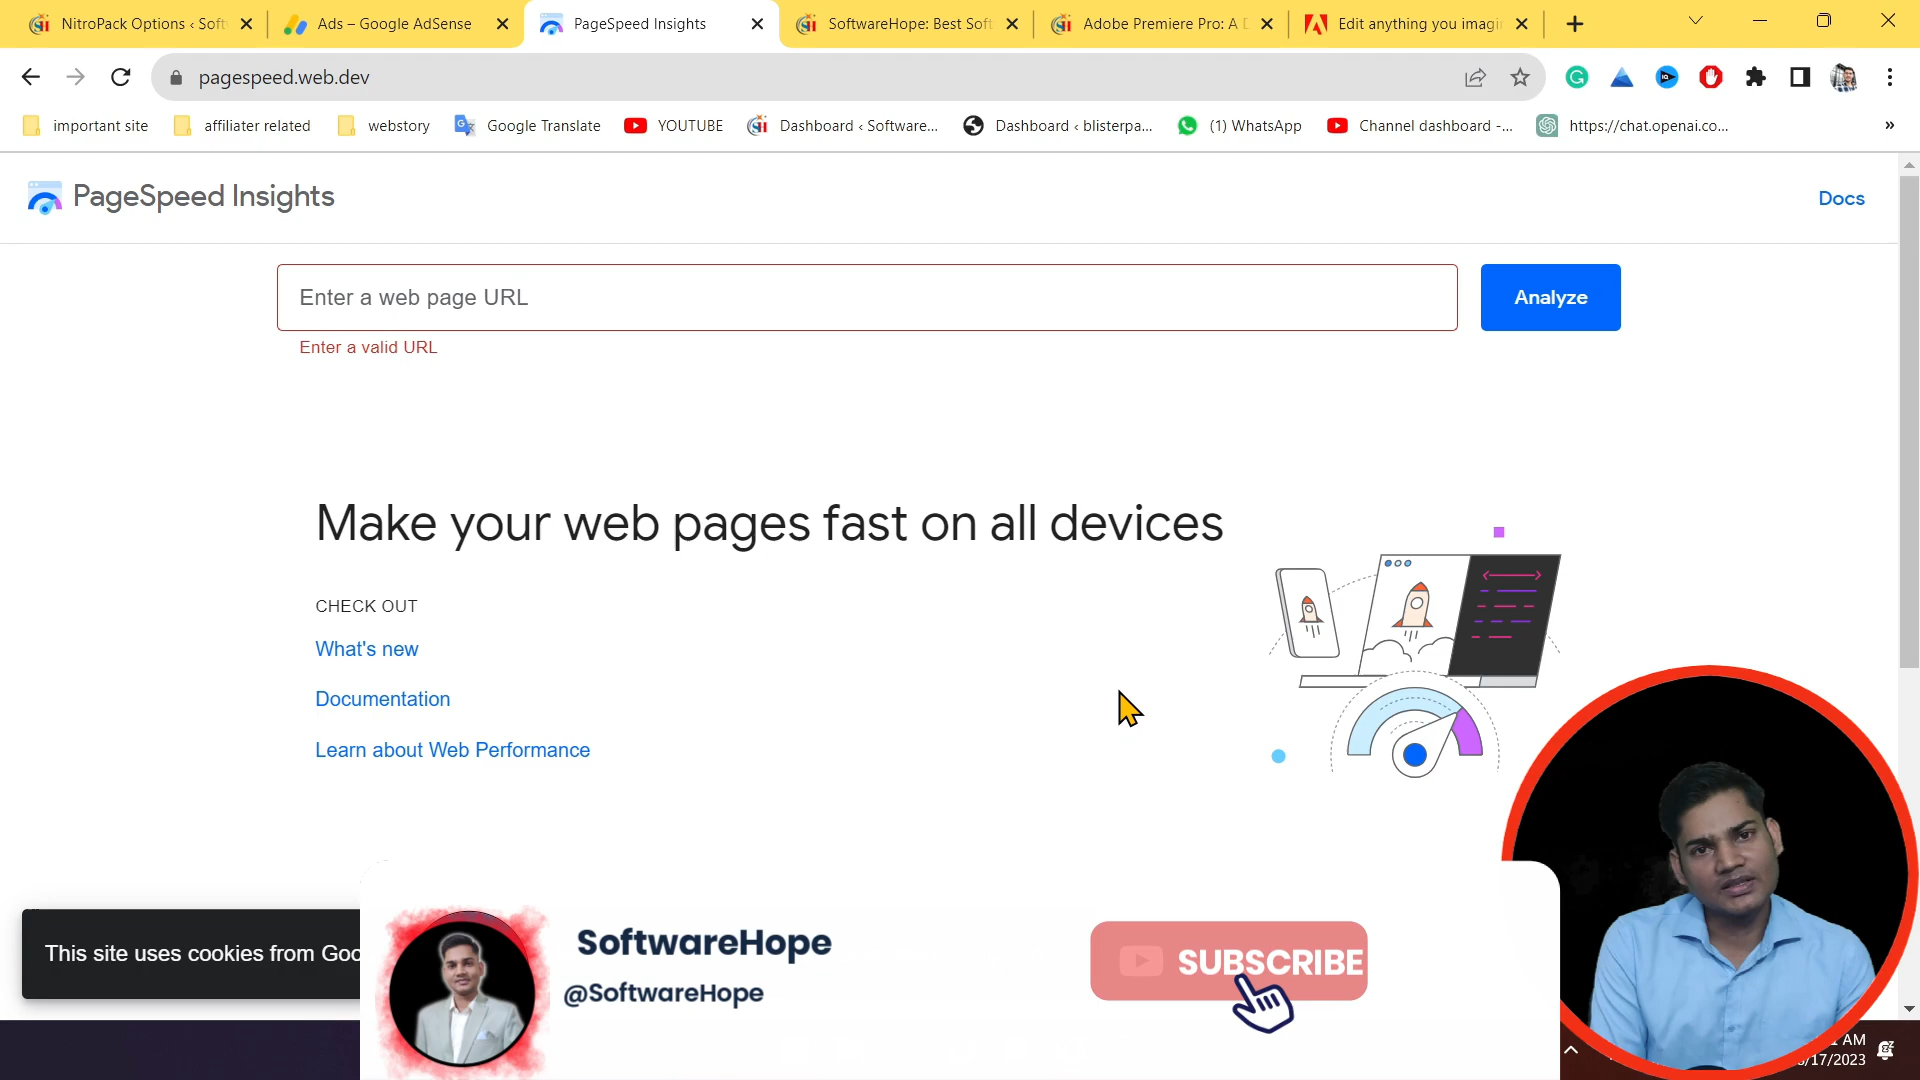 NitroPack Options ‹ Soft
Ads – Google AdSense
PageSpeed Insights
SoftwareHope: Best Soft
Adobe Premiere Pro: A D
Edit anything you imagin
pagespeed.web.dev
important site
affiliater related
webstory
Google Translate
YOUTUBE
Dashboard ‹ Software...
Dashboard ‹ blisterpa...
(1) WhatsApp
Channel dashboard -...
https://chat.openai.co...
»
PageSpeed Insights
Docs
Enter a web page URL
Analyze
Enter a valid URL
Make your web pages fast on all devices
CHECK OUT
What's new
Documentation
Learn about Web Performance
This site uses cookies from Goo
SoftwareHope
@SoftwareHope
SUBSCRIBE
AM
/17/2023